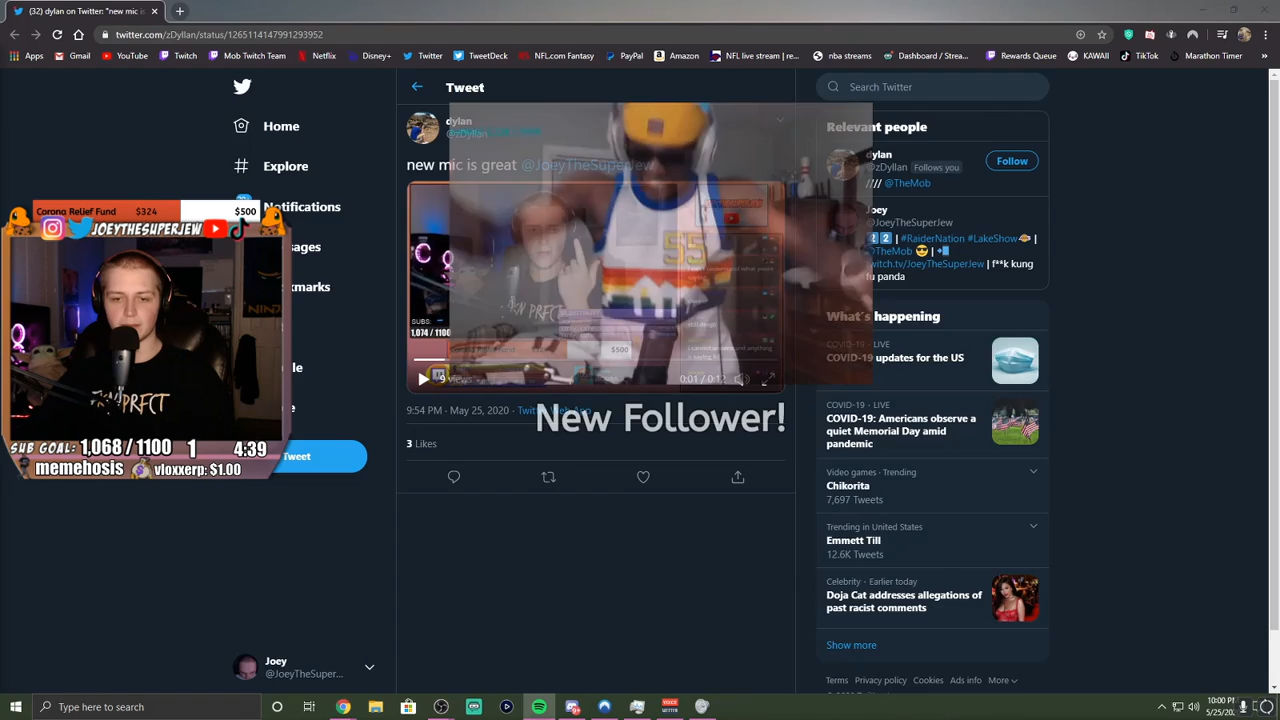 (32) dylan on Twitter: "new mic is
twitter.com/zDyllan/status/1265114147991293952
Apps
Gmail
YouTube
Twitch
Mob Twitch Team
Netflix
Disney+
Twitter
TweetDeck
NFL.com Fantasy
PayPal
Amazon
NFL live stream | re...
nba streams
Dashboard / Strea...
Rewards Queue
KAWAII
TikTok
Marathon Timer
Home
Explore
Notifications
Tweet
Joey
@JoeyTheSuper...
Corona Relief Fund $324 $500
JOEYTHESUPERJEW
PRFCT
SUB GOAL: 1,068 / 1100 1 4:39
memehosis vloxxerp: $1.00
Tweet
dylan
@zDyllan
new mic is great @JoeyTheSuperJew
SUBS:
1,074 / 1100
55
$500
9 views
0:01 / 0:12
New Follower!
9:54 PM · May 25, 2020 ·
3 Likes
Search Twitter
Relevant people
dylan
@zDyllan Follows you
Follow
//// @TheMob
Joey
@JoeyTheSuperJew
2 2 | #RaiderNation #LakeShow |
@TheMob
twitch.tv/JoeyTheSuperJew | f**k kung
fu panda
What's happening
COVID-19 · LIVE
COVID-19 updates for the US
COVID-19 · LIVE
COVID-19: Americans observe a
quiet Memorial Day amid
pandemic
Video games · Trending
Chikorita
7,697 Tweets
Trending in United States
Emmett Till
12.6K Tweets
Celebrity · Earlier today
Doja Cat addresses allegations of
past racist comments
Show more
Terms Privacy policy Cookies Ads info More
Type here to search
10:00 PM